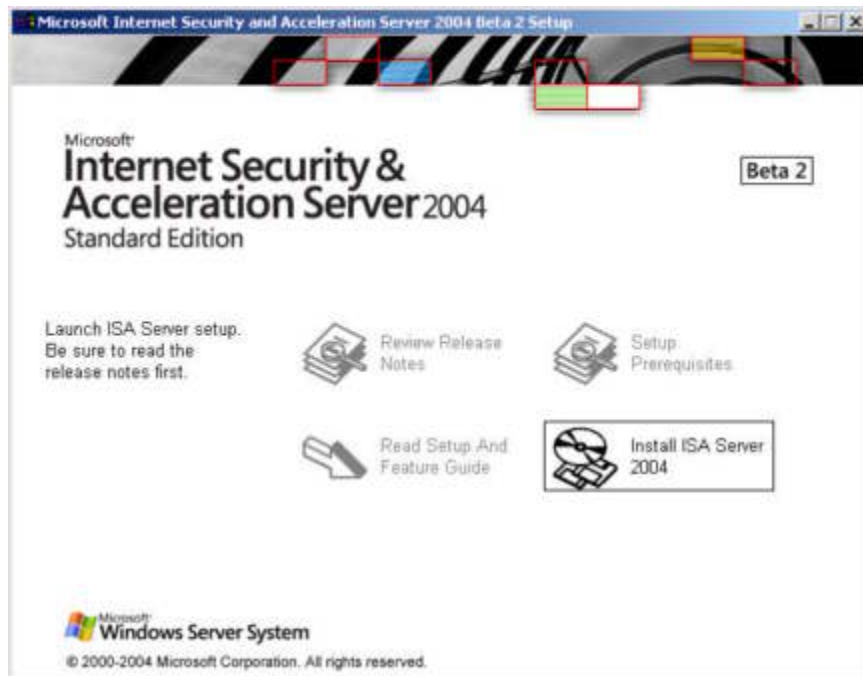 Microsoft Internet Security and Acceleration Server 2004 Beta 2 Setup
Microsoft
Internet Security &
Acceleration Server 2004
Standard Edition
Beta 2
Launch ISA Server setup.
Be sure to read the
release notes first.
Review Release
Notes
Setup
Prerequisites
Read Setup And
Feature Guide
Install ISA Server
2004
Microsoft
Windows Server System
© 2000-2004 Microsoft Corporation. All rights reserved.